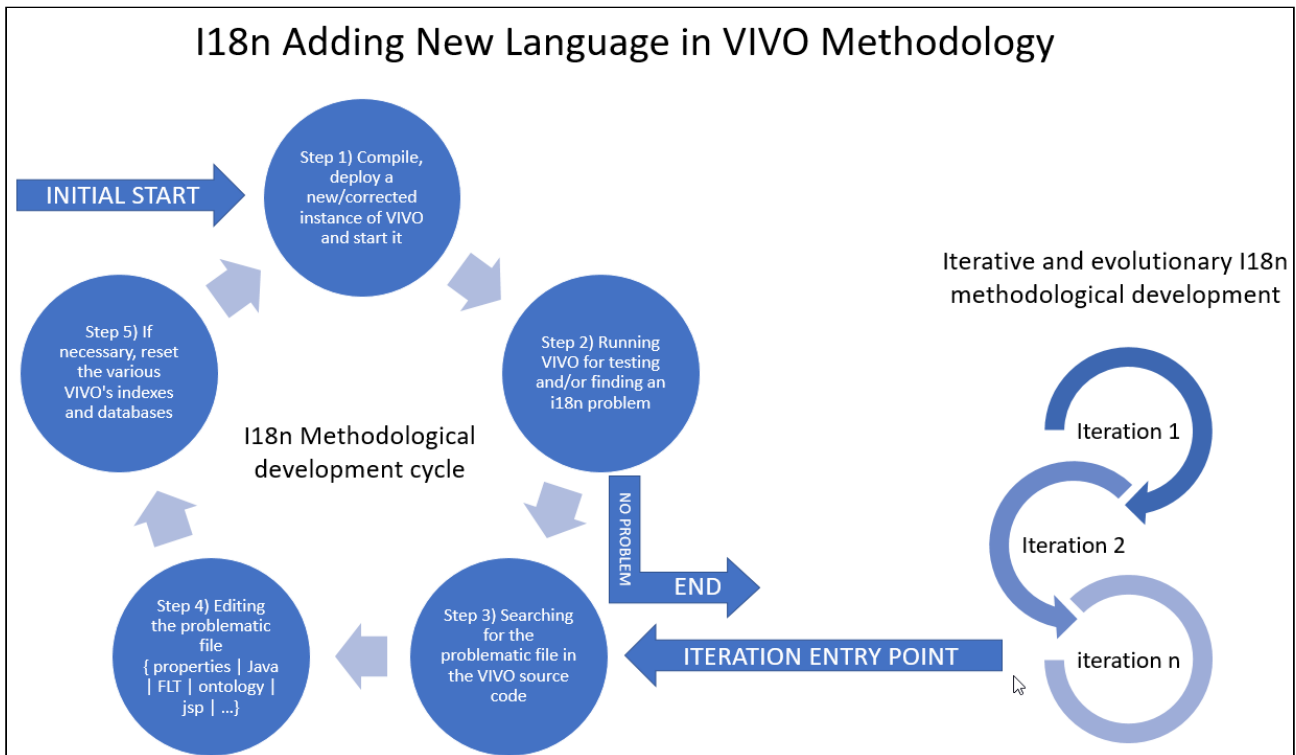 I18n Adding New Language in VIVO Methodology
INITIAL START
Step 1) Compile,
deploy a
new/corrected
instance of VIVO
and start it
Step 2) Running
VIVO for testing
and/or finding an
i18n problem
NO PROBLEM
END
ITERATION ENTRY POINT
Step 3) Searching
for the
problematic file in
the VIVO source
code
Step 4) Editing
the problematic
file
{ properties | Java
| FLT | ontology |
jsp | ...}
Step 5) If
necessary, reset
the various
VIVO's indexes
and databases
I18n Methodological
development cycle
Iterative and evolutionary I18n
methodological development
Iteration 1
Iteration 2
iteration n